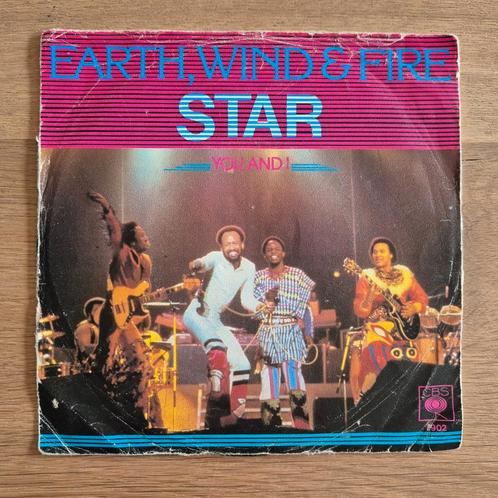 EARTH, WIND & FIRE
STAR
YOU AND I
CBS
7902